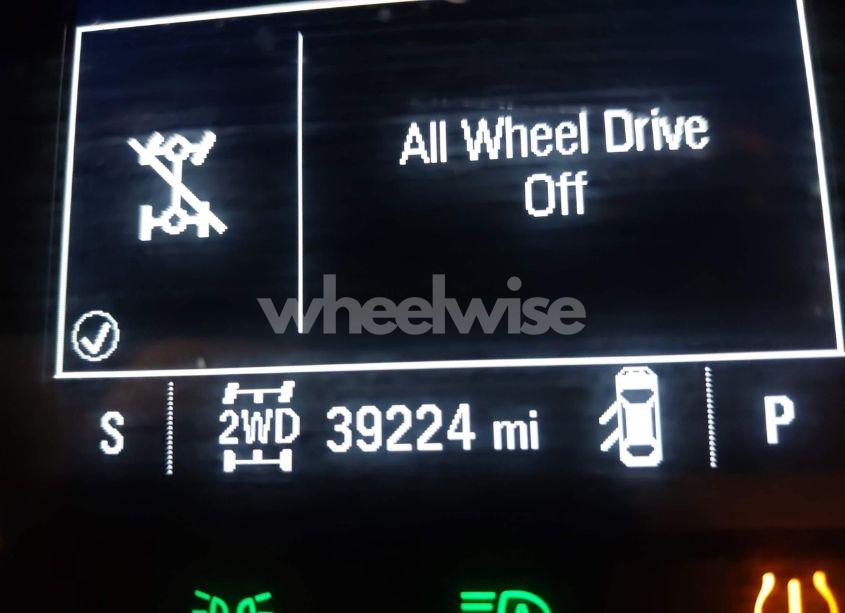 All Wheel Drive
Off
wheelwise
S 2WD 39224 mi P
A